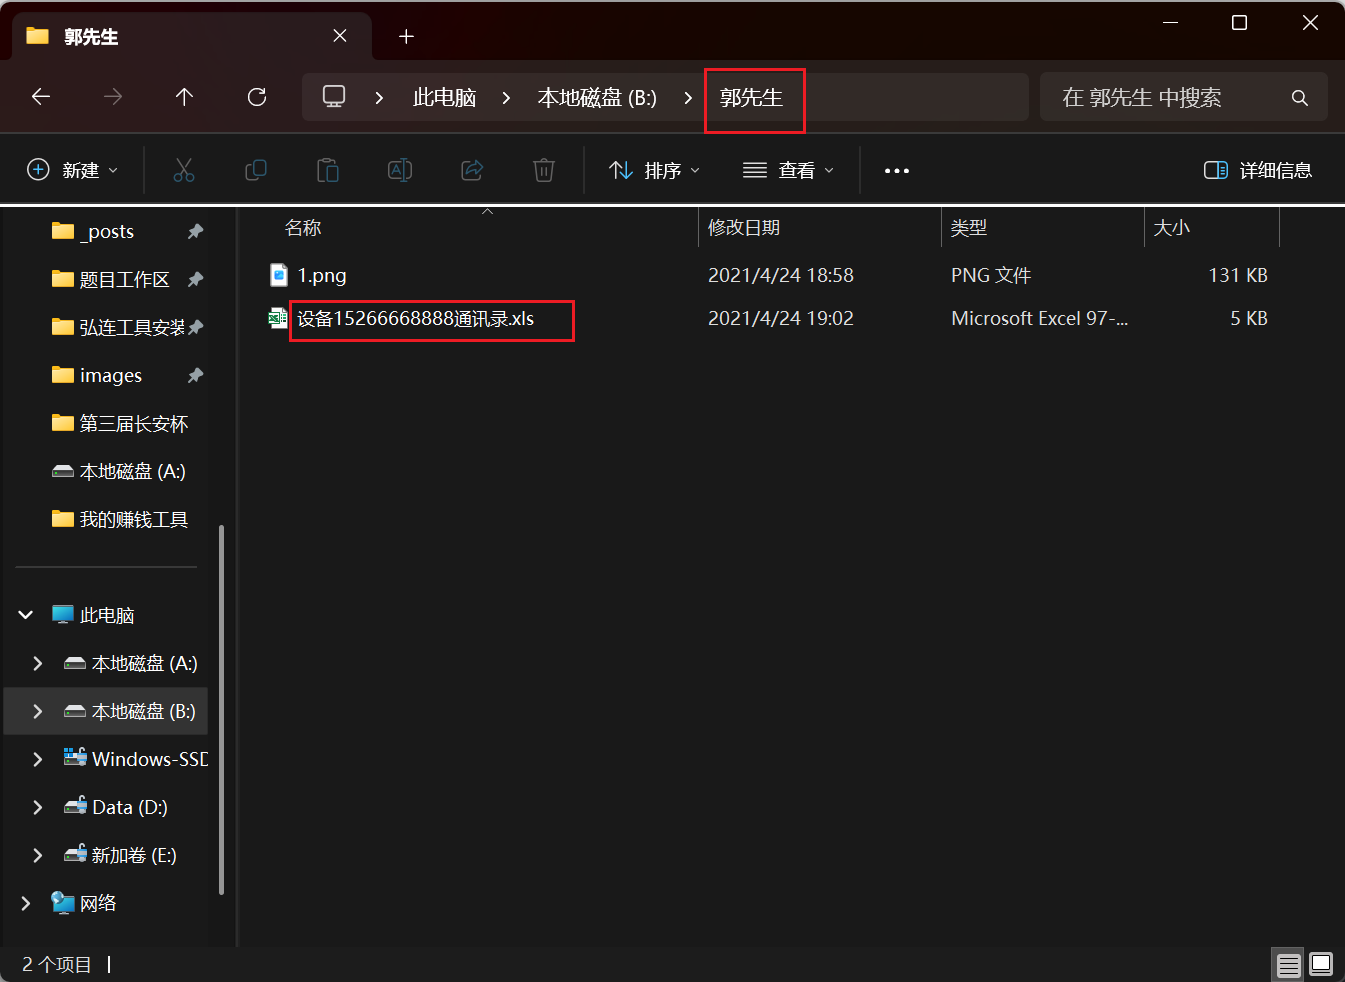 郭先生
此电脑 > 本地磁盘 (B:) > 郭先生
在 郭先生 中搜索
新建
排序
查看
详细信息
名称 修改日期 类型 大小
1.png 2021/4/24 18:58 PNG 文件 131 KB
设备15266668888通讯录.xls 2021/4/24 19:02 Microsoft Excel 97-... 5 KB
_posts
题目工作区
弘连工具安装
images
第三届长安杯
本地磁盘 (A:)
我的赚钱工具
此电脑
本地磁盘 (A:)
本地磁盘 (B:)
Windows-SSD
Data (D:)
新加卷 (E:)
网络
2 个项目